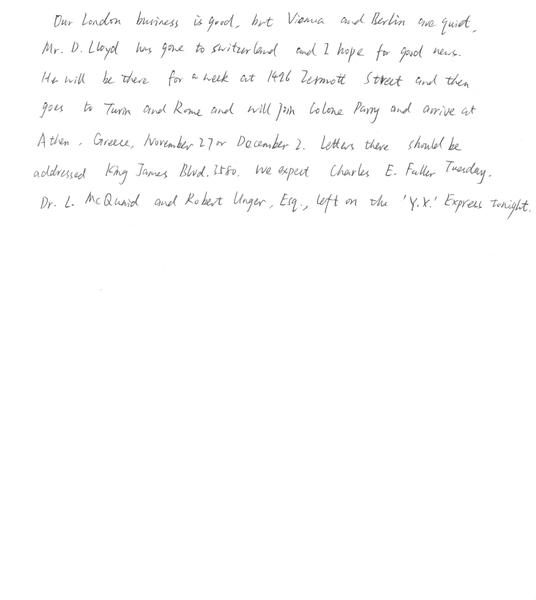 Our London business is good, but Vienna and Berlin are quiet.
Mr. D. Lloyd has gone to switzerland and I hope for good news.
He will be there for a week at 1496 Zermott Street and then
goes to Turin and Rome and will join Colone Parry and arrive at
Athen, Greece, November 27 or December 2. Letters there should be
addressed King James Blvd. 3580. We expect Charles E. Fuller Tuesday.
Dr. L. McQuaid and Robert Unger, Esq., left on the 'Y.X.' Express tonight.